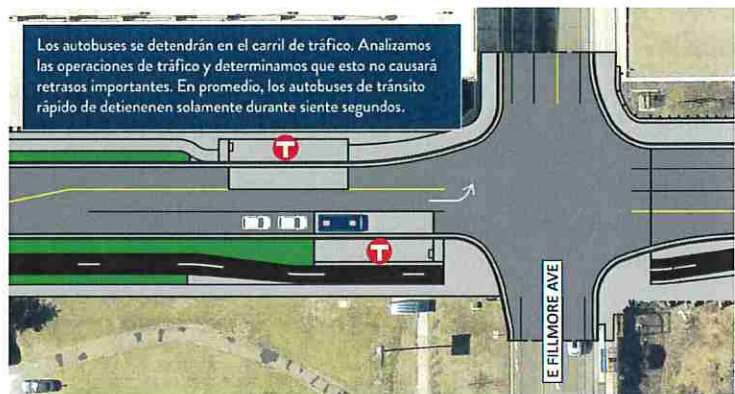 Los autobuses se detendrán en el carril de tráfico. Analizamos
las operaciones de tráfico y determinamos que esto no causará
retrasos importantes. En promedio, los autobuses de tránsito
rápido de detienenen solamente durante siente segundos.
T
T
E FILLMORE AVE